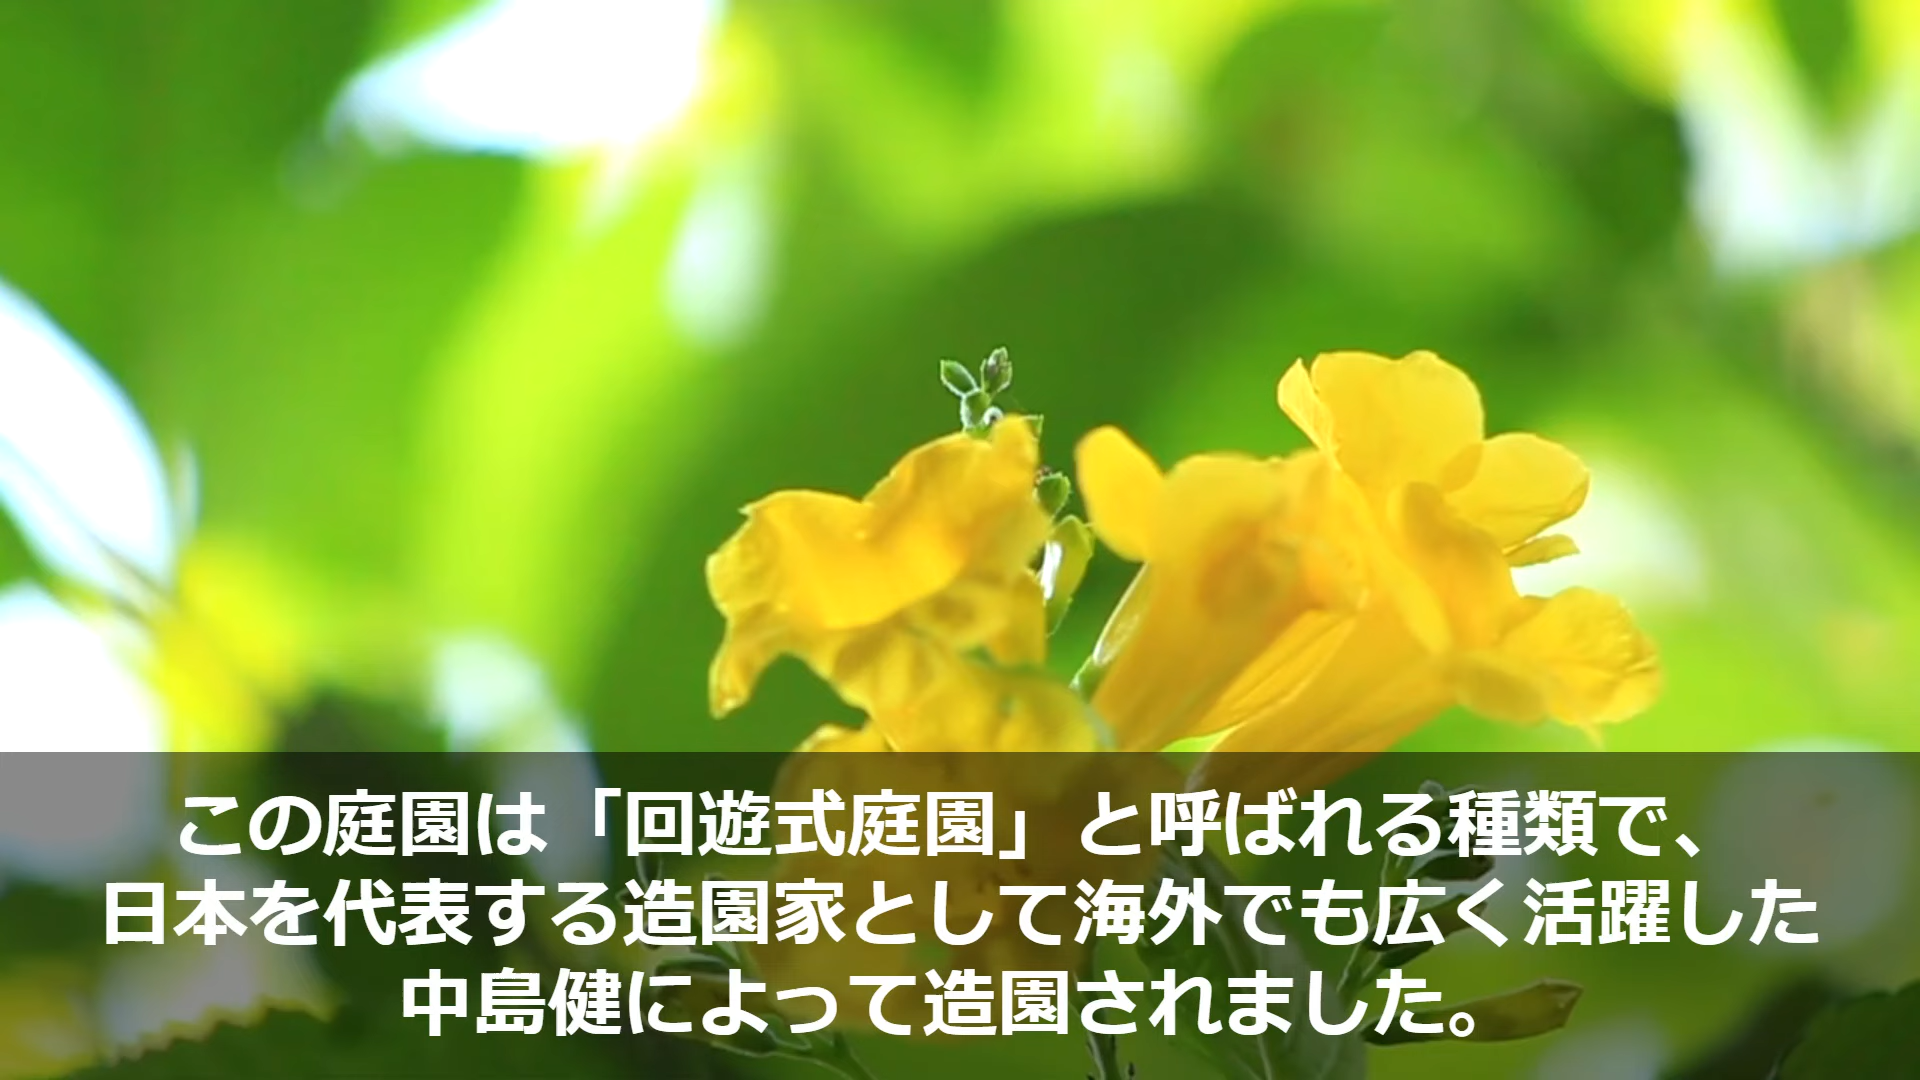 この庭園は「回遊式庭園」と呼ばれる種類で、
日本を代表する造園家として海外でも広く活躍した
中島健によって造園されました。